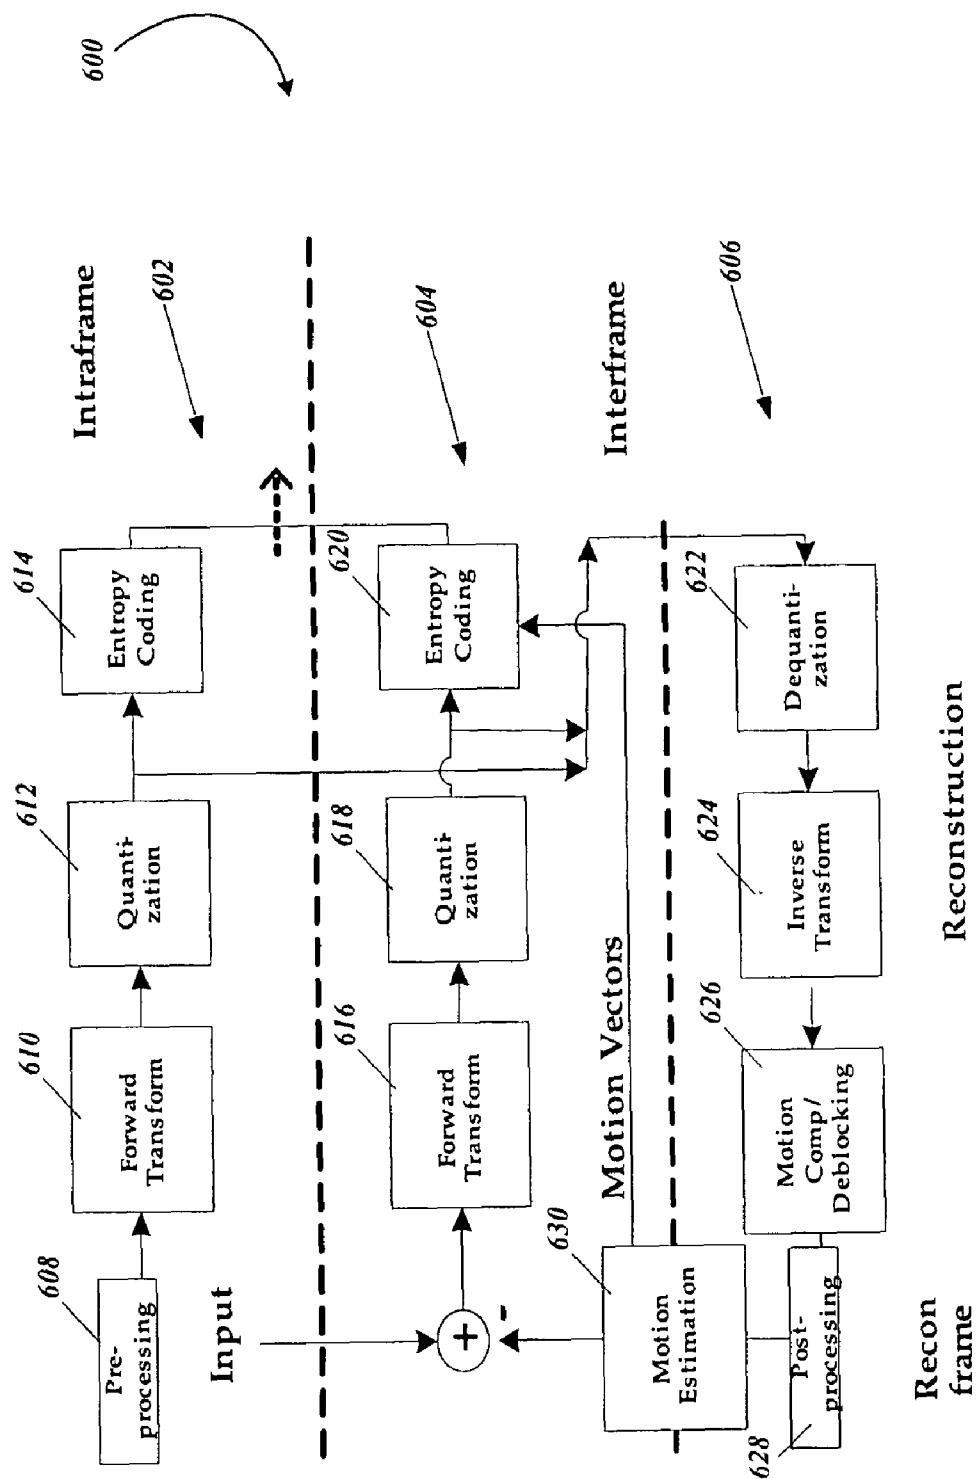 600
Intraframe
602
614
Entropy
Coding
612
Quanti-
zation
610
Forward
Transform
608
Pre-
processing
Input
604
620
Entropy
Coding
618
Quanti-
zation
616
Forward
Transform
+
-
Interframe
Motion Vectors
630
Motion
Estimation
606
622
Dequanti-
zation
624
Inverse
Transform
626
Motion
Comp/
Deblocking
628
Post-
processing
Reconstruction
Recon
frame